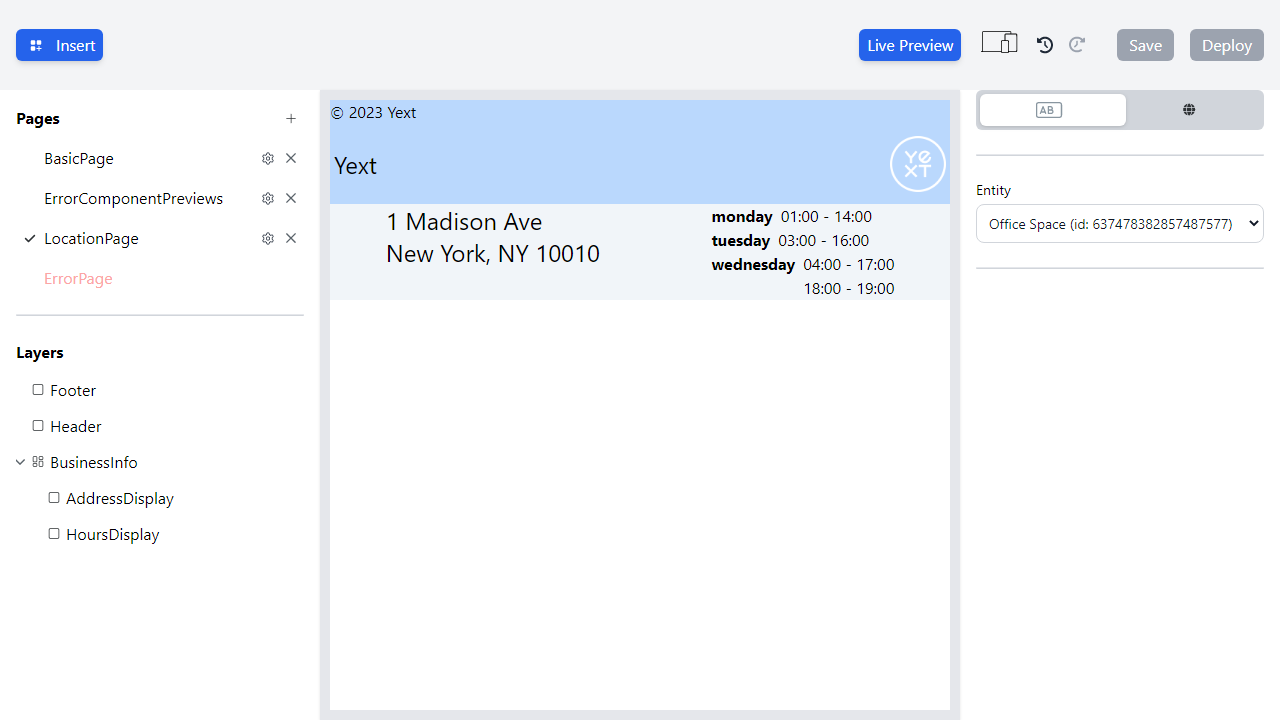 Insert
Live Preview
Save
Deploy
Pages
BasicPage
ErrorComponentPreviews
LocationPage
ErrorPage
Layers
Footer
Header
BusinessInfo
AddressDisplay
HoursDisplay
© 2023 Yext
Yext
YEXT
1 Madison Ave
New York, NY 10010
monday 01:00 - 14:00
tuesday 03:00 - 16:00
wednesday 04:00 - 17:00
18:00 - 19:00
AB
Entity
Office Space (id: 637478382857487577)